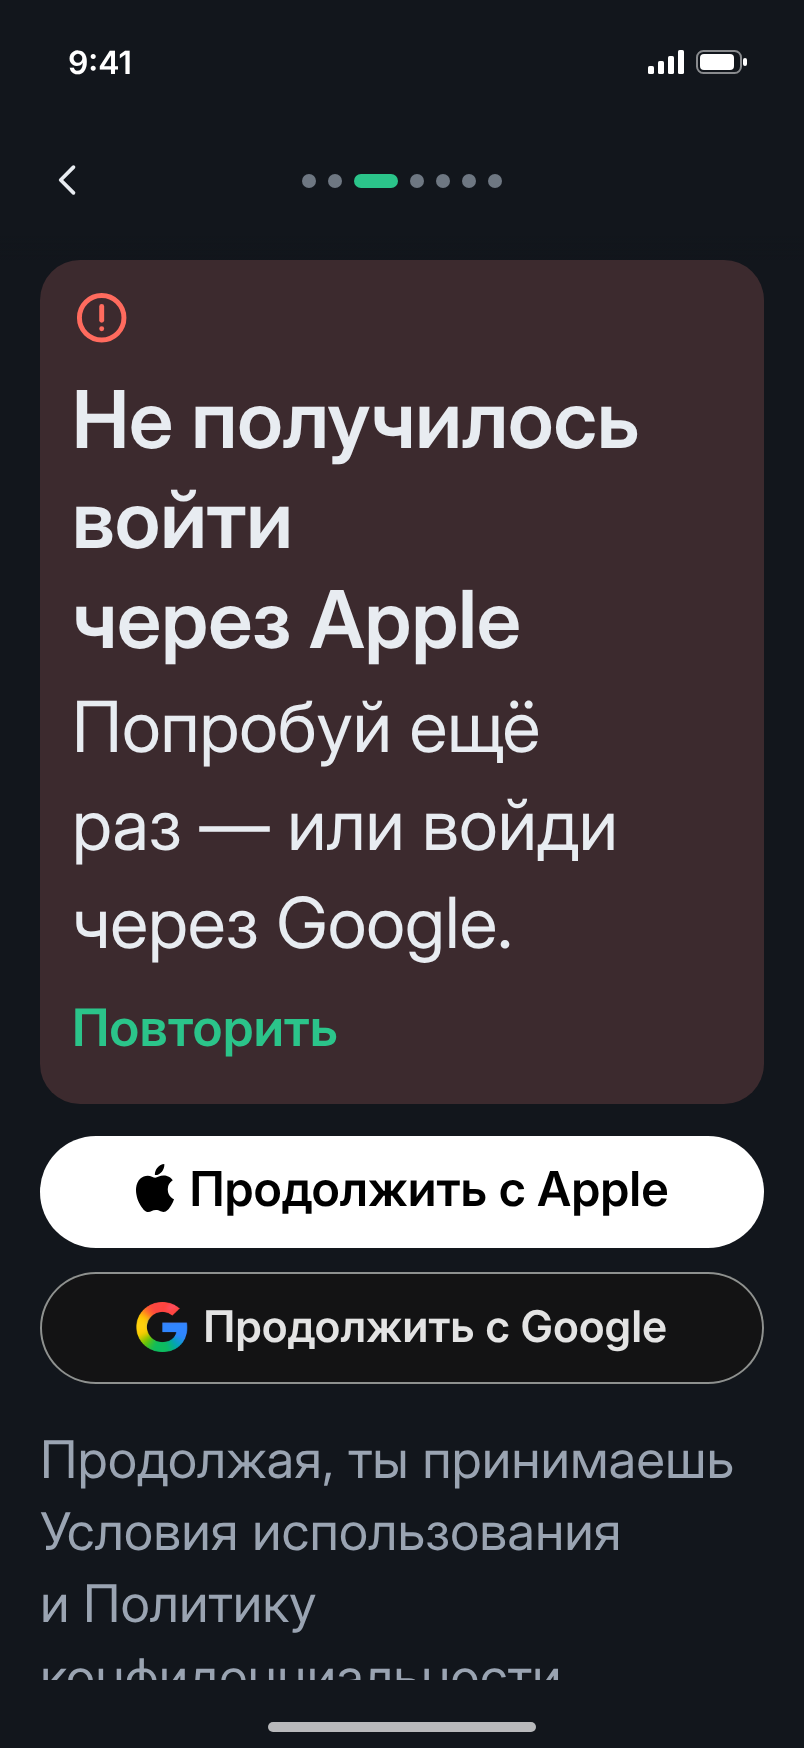 9:41
Не получилось
войти
через Apple
Попробуй ещё
раз — или войди
через Google.
Повторить
Продолжить с Apple
Продолжить с Google
Продолжая, ты принимаешь
Условия использования
и Политику
конфиденциальности